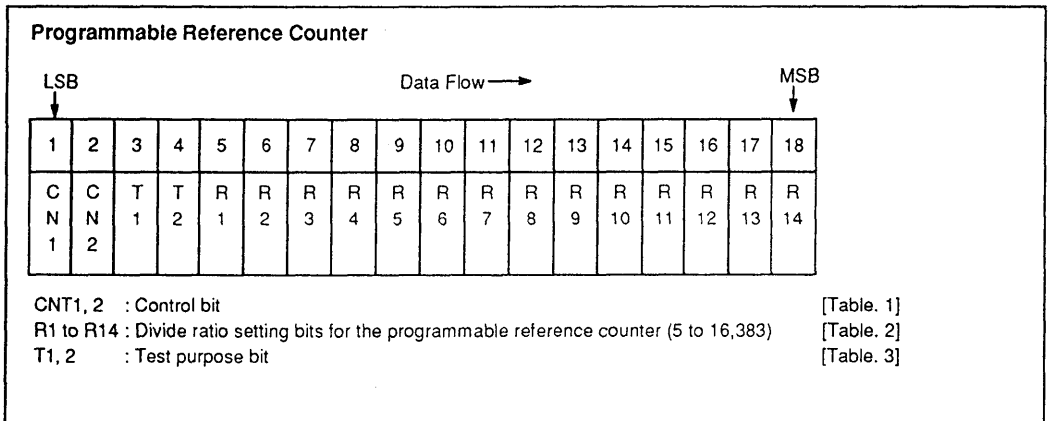 Programmable Reference Counter
LSB Data Flow MSB
1 2 3 4 5 6 7 8 9 10 11 12 13 14 15 16 17 18
C C T T R R R R R R R R R R R R R R
N N 1 2 1 2 3 4 5 6 7 8 9 10 11 12 13 14
1 2
CNT1, 2 : Control bit [Table. 1]
R1 to R14 : Divide ratio setting bits for the programmable reference counter (5 to 16,383) [Table. 2]
T1, 2 : Test purpose bit [Table. 3]